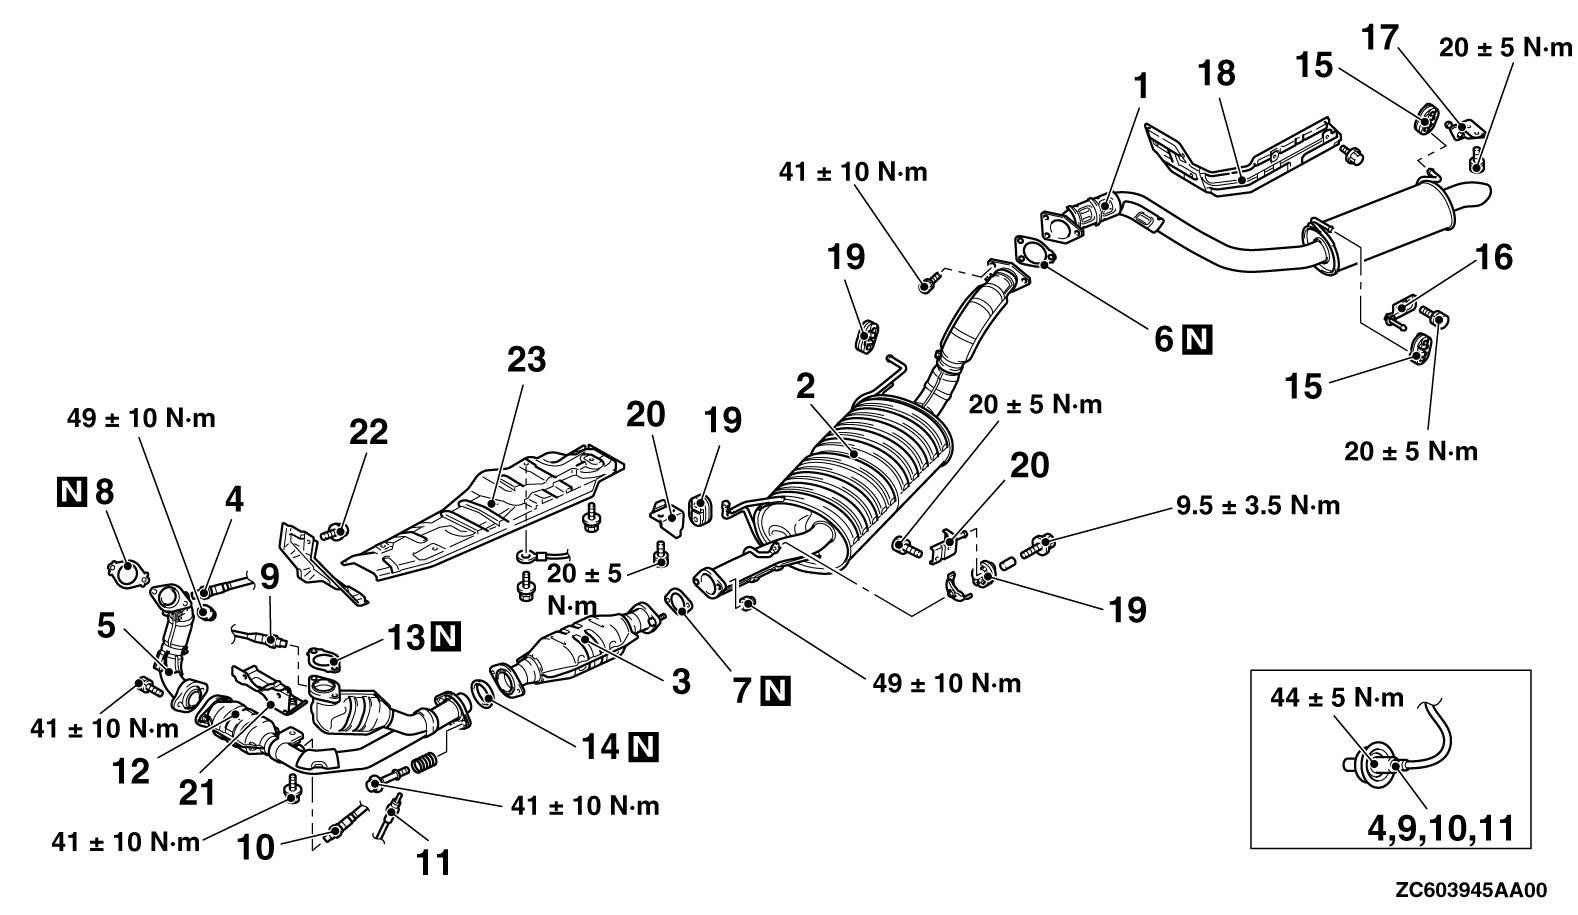 17
20 ± 5 N·m
15
18
1
41 ± 10 N·m
19
16
6 N
23
2
15
20 ± 5 N·m
49 ± 10 N·m
22
20
19
20 ± 5 N·m
20
N 8
4
9.5 ± 3.5 N·m
9
20 ± 5
N·m
19
5
13 N
3
7 N
49 ± 10 N·m
44 ± 5 N·m
41 ± 10 N·m
14 N
12
21
41 ± 10 N·m
4,9,10,11
41 ± 10 N·m
10
11
ZC603945AA00